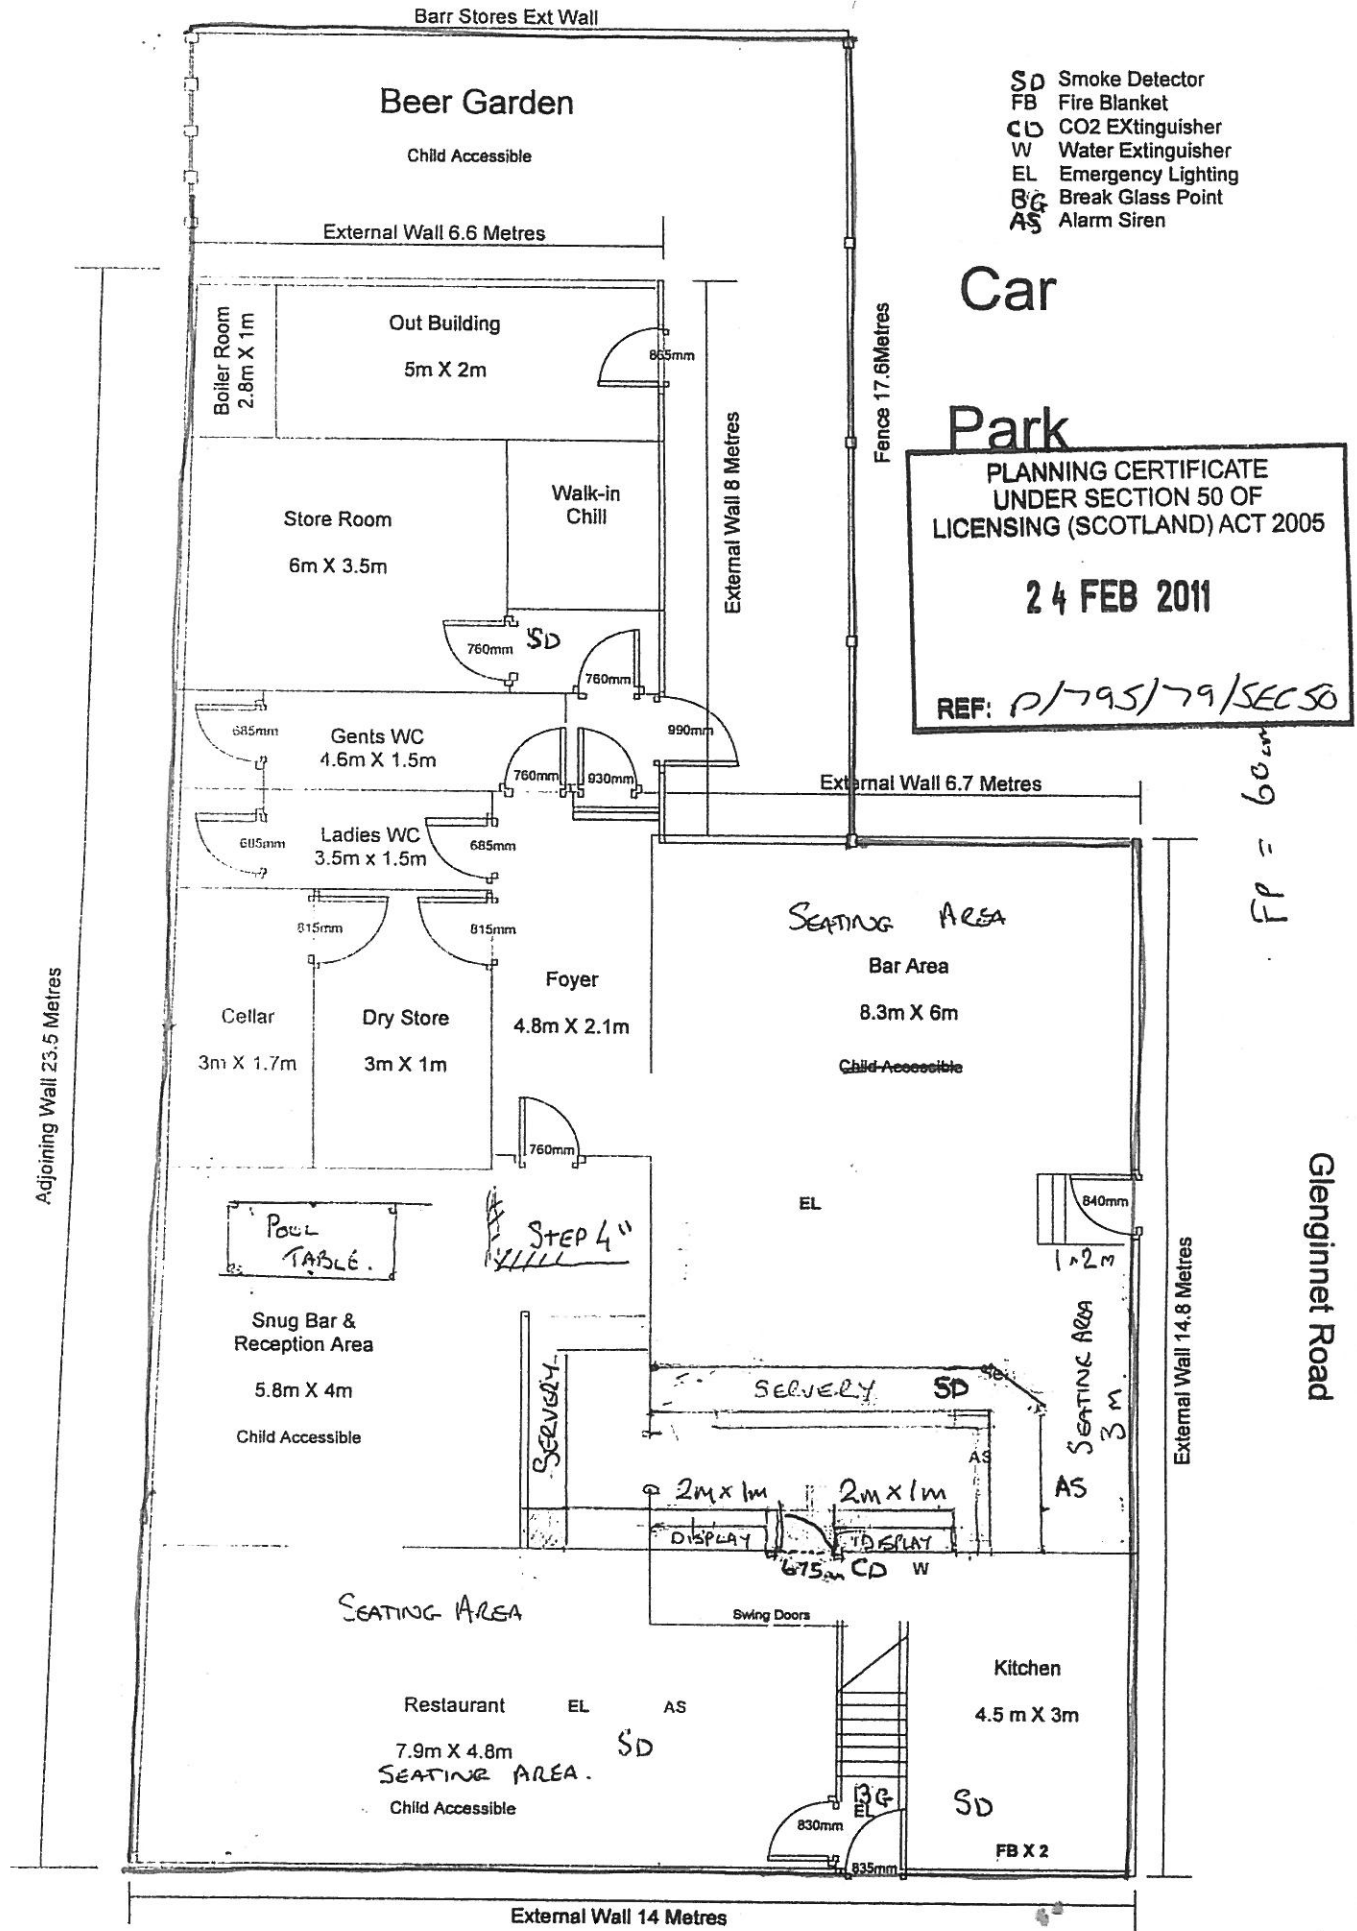 Barr Stores Ext Wall
Beer Garden
Child Accessible
SD Smoke Detector
FB Fire Blanket
CD CO2 EXtinguisher
W Water Extinguisher
EL Emergency Lighting
BG Break Glass Point
AS Alarm Siren
External Wall 6.6 Metres
Car
Park
Boiler Room
2.8m X 1m
Out Building
5m X 2m
865mm
Fence 17.6Metres
External Wall 8 Metres
PLANNING CERTIFICATE
UNDER SECTION 50 OF
LICENSING (SCOTLAND) ACT 2005
24 FEB 2011
REF: P/795/79/SEC50
Store Room
6m X 3.5m
Walk-in
Chill
760mm
SD
760mm
685mm
Gents WC
4.6m X 1.5m
760mm
930mm
990mm
External Wall 6.7 Metres
FP = 60cm
685mm
Ladies WC
3.5m x 1.5m
685mm
815mm
815mm
Adjoining Wall 23.5 Metres
Cellar
3m X 1.7m
Dry Store
3m X 1m
Foyer
4.8m X 2.1m
SEATING AREA
Bar Area
8.3m X 6m
Child Accessible
760mm
EL
840mm
1.2m
Glenginnet Road
External Wall 14.8 Metres
POOL
TABLE.
STEP 4"
Snug Bar &
Reception Area
5.8m X 4m
Child Accessible
SERVERY
SERVERY SD
SEATING AREA
3m.
AS
AS
2m x 1m
2m x 1m
DISPLAY
DISPLAY
675m CD W
Swing Doors
SEATING AREA
Restaurant EL AS
7.9m X 4.8m SD
SEATING AREA.
Child Accessible
Kitchen
4.5 m X 3m
BG
EL
SD
830mm
835mm
FB X 2
External Wall 14 Metres